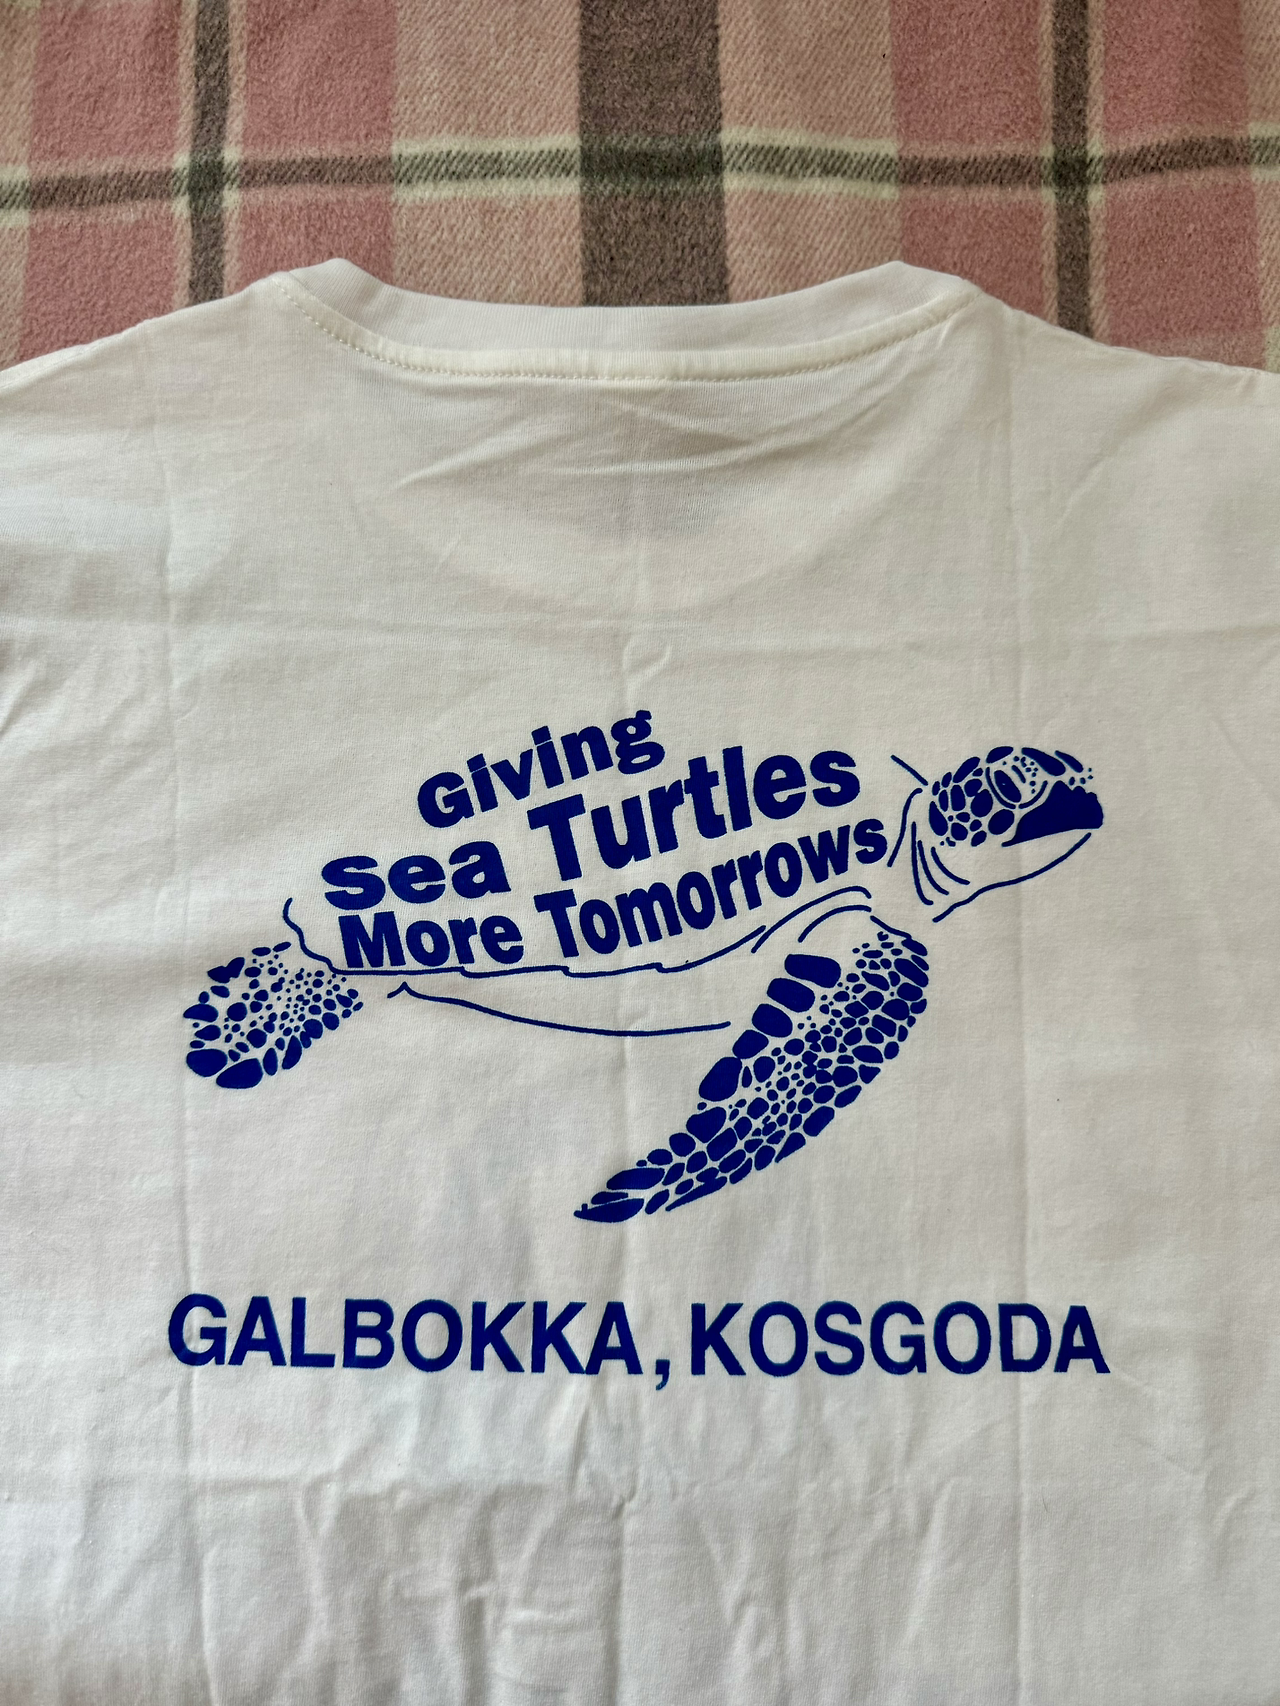 Giving
Sea Turtles
More Tomorrows
GALBOKKA, KOSGODA